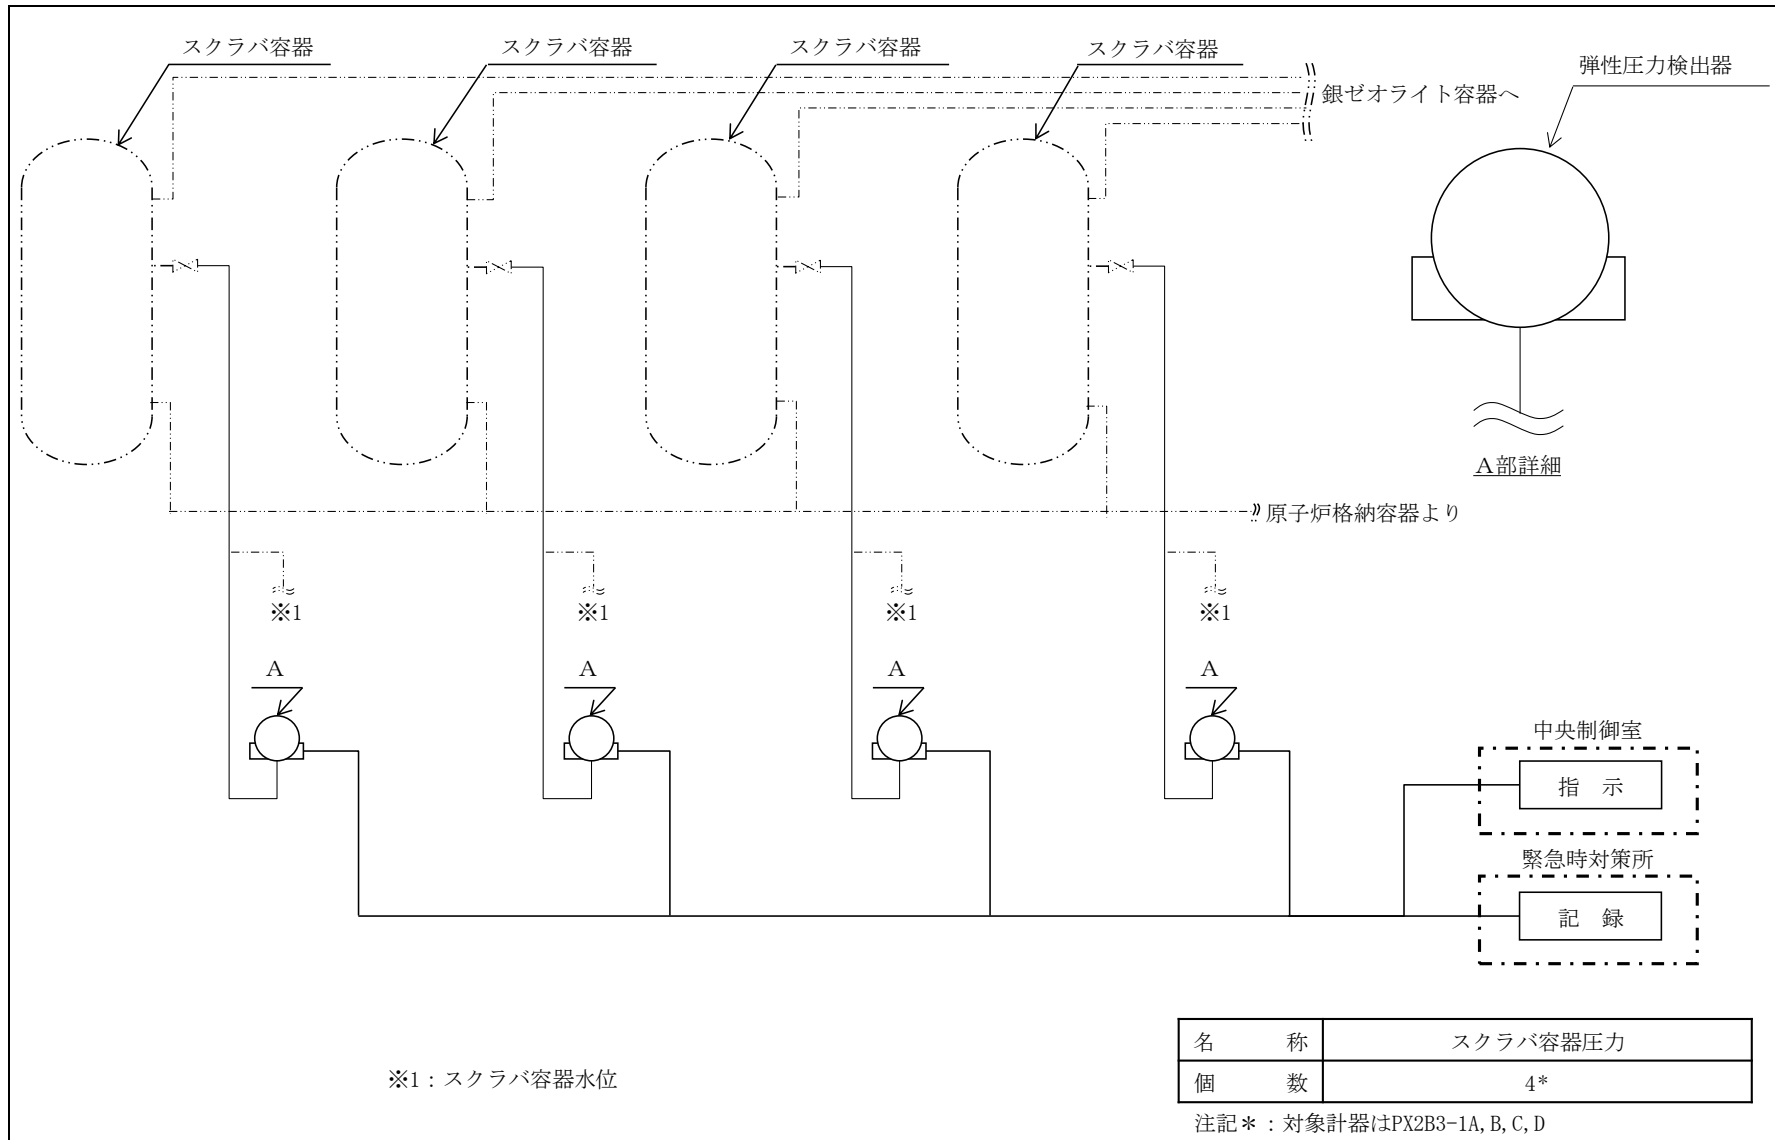 スクラバ容器 スクラバ容器 スクラバ容器 スクラバ容器
弾性圧力検出器
銀ゼオライト容器へ
A部詳細
原子炉格納容器より
※1 ※1 ※1 ※1
A A A A
中央制御室
指 示
緊急時対策所
記 録
名 称 スクラバ容器圧力
個 数 4*
※1:スクラバ容器水位
注記*:対象計器はPX2B3-1A,B,C,D